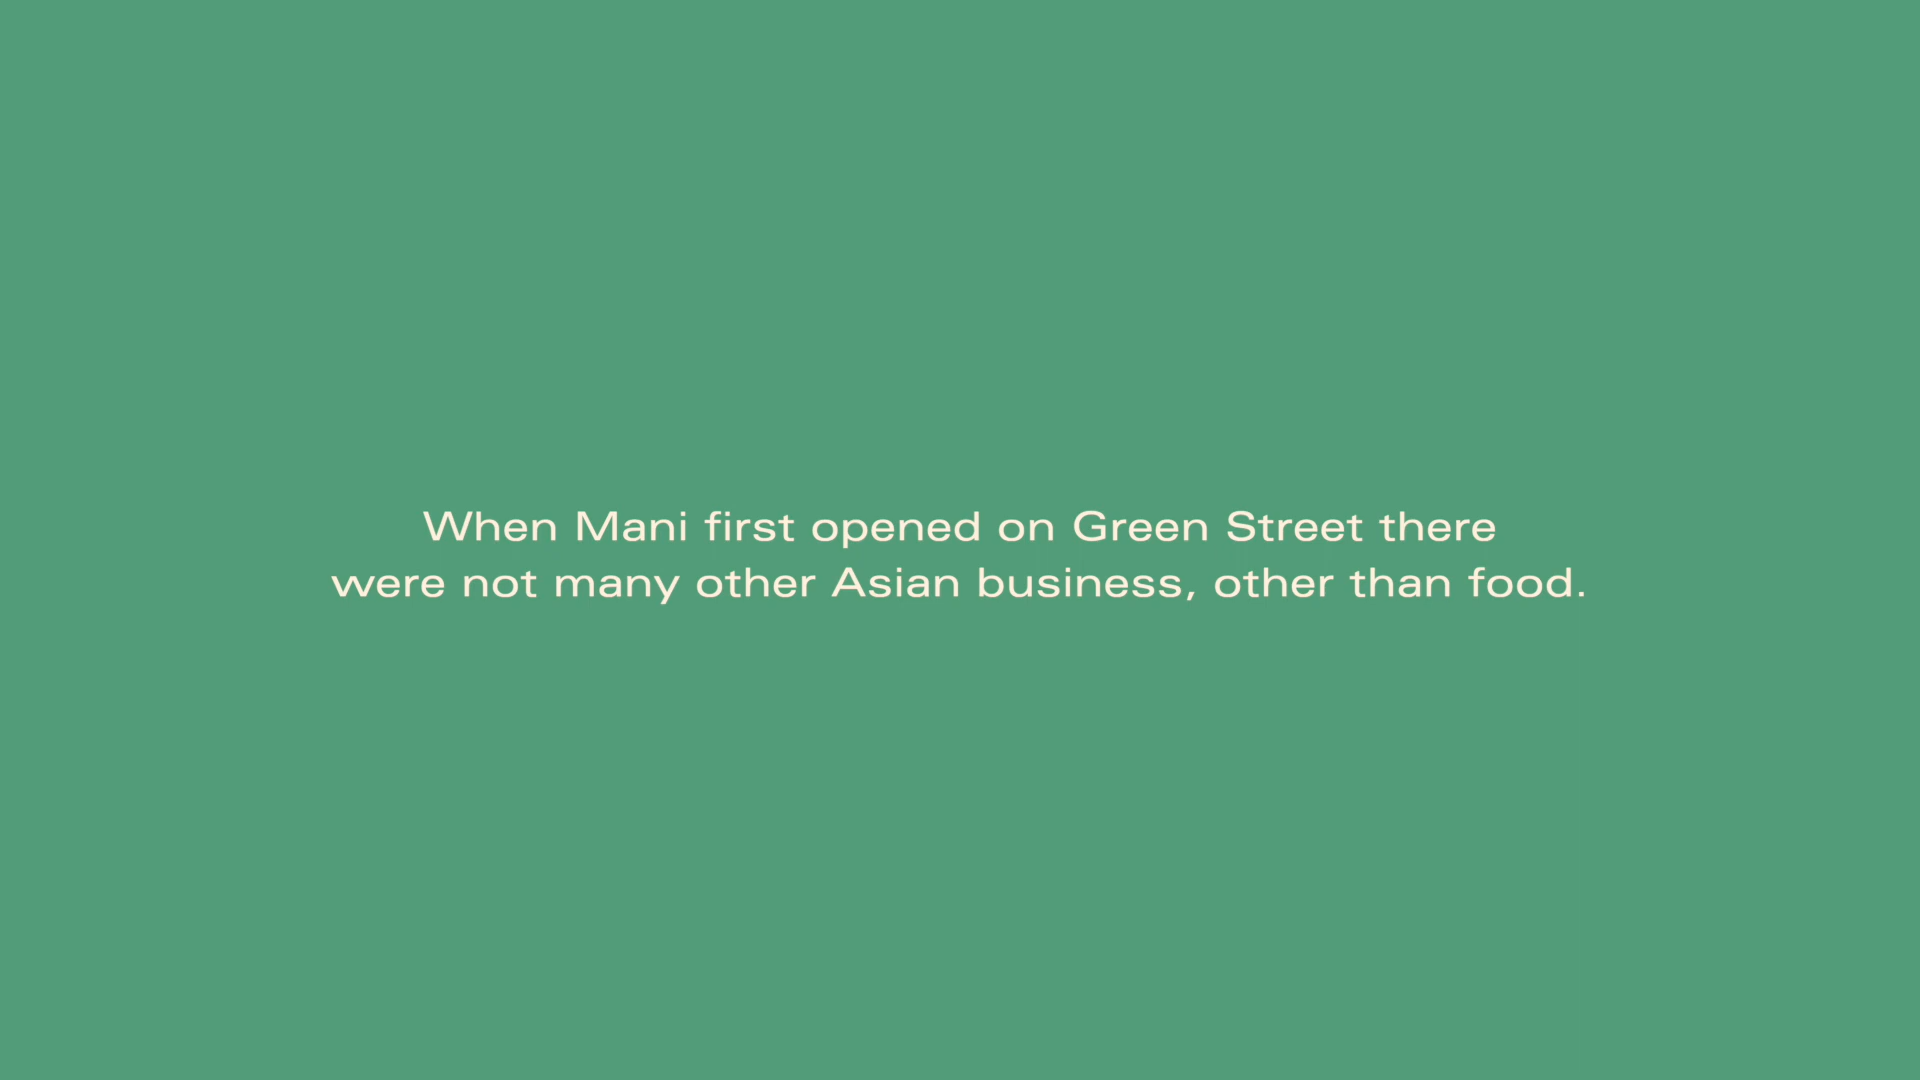 When Mani first opened on Green Street there
were not many other Asian business, other than food.